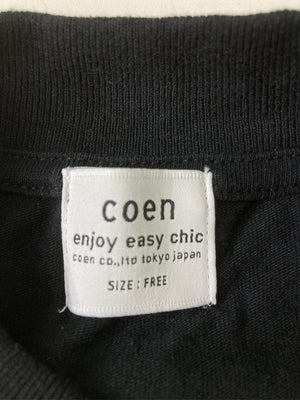 coen
enjoy easy chic
coen co.,ltd tokyo japan
SIZE : FREE